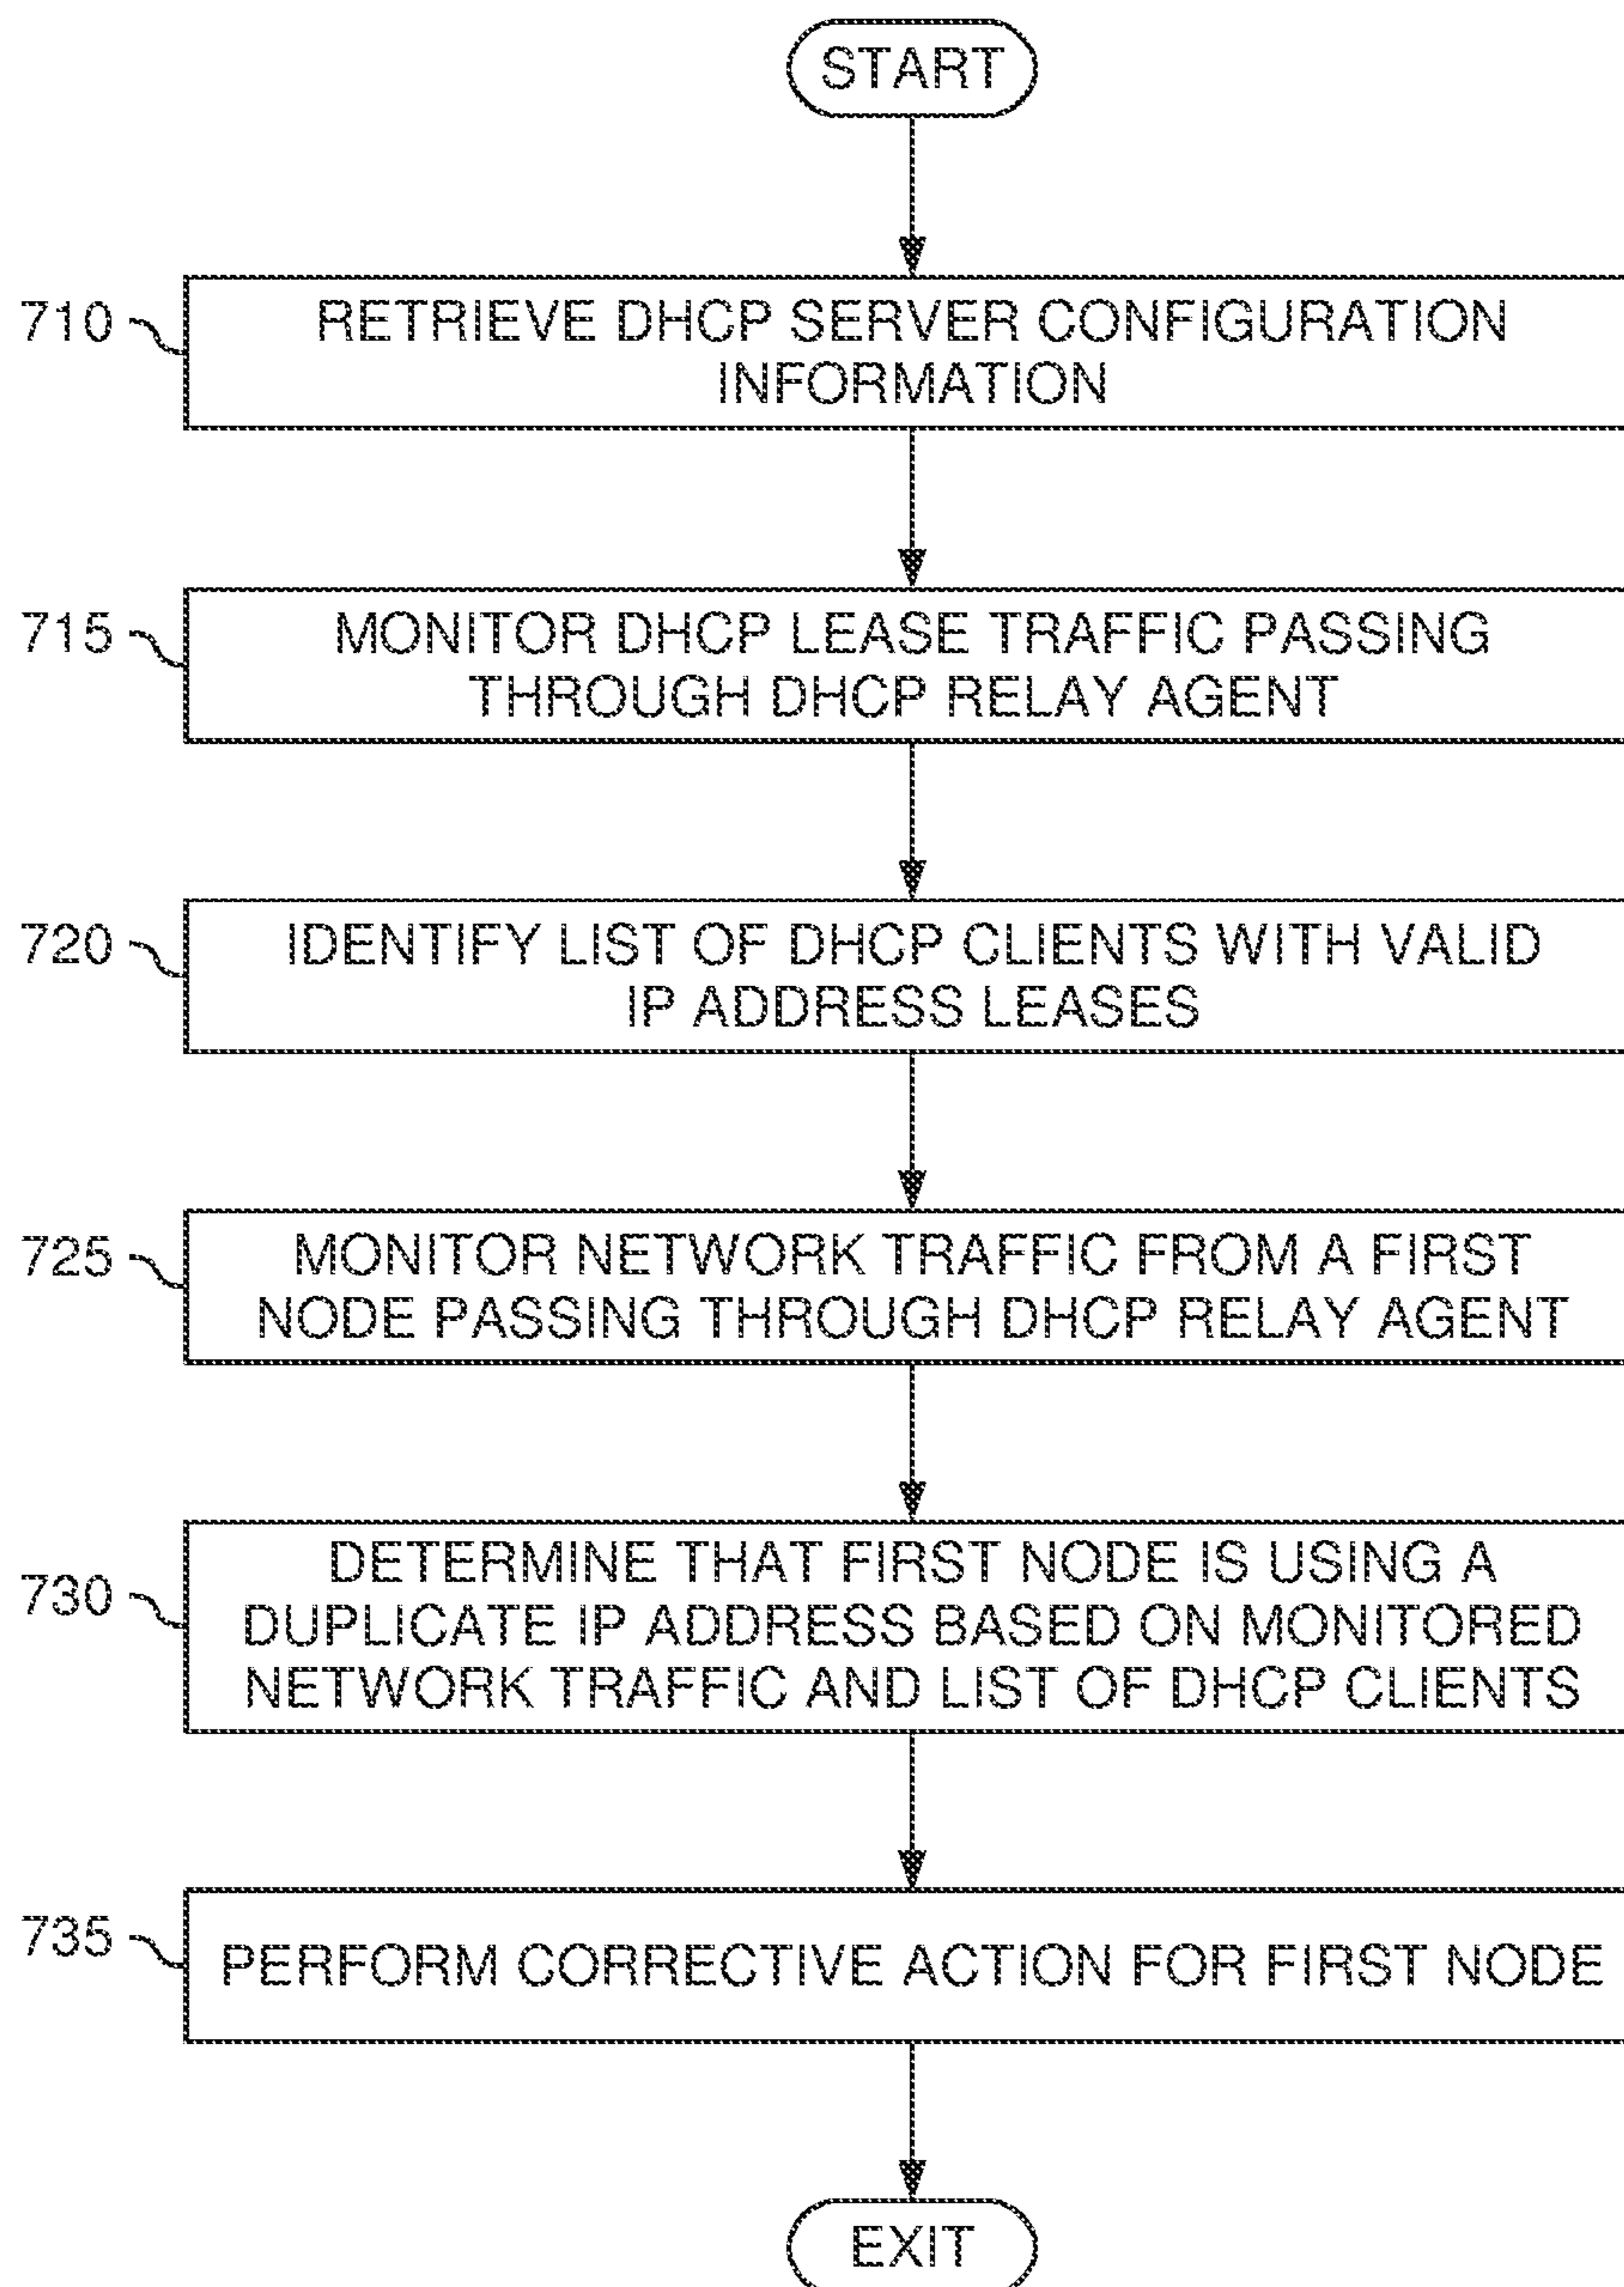 START
710
RETRIEVE DHCP SERVER CONFIGURATION
INFORMATION
715
MONITOR DHCP LEASE TRAFFIC PASSING
THROUGH DHCP RELAY AGENT
720
IDENTIFY LIST OF DHCP CLIENTS WITH VALID
IP ADDRESS LEASES
725
MONITOR NETWORK TRAFFIC FROM A FIRST
NODE PASSING THROUGH DHCP RELAY AGENT
730
DETERMINE THAT FIRST NODE IS USING A
DUPLICATE IP ADDRESS BASED ON MONITORED
NETWORK TRAFFIC AND LIST OF DHCP CLIENTS
735
PERFORM CORRECTIVE ACTION FOR FIRST NODE
EXIT